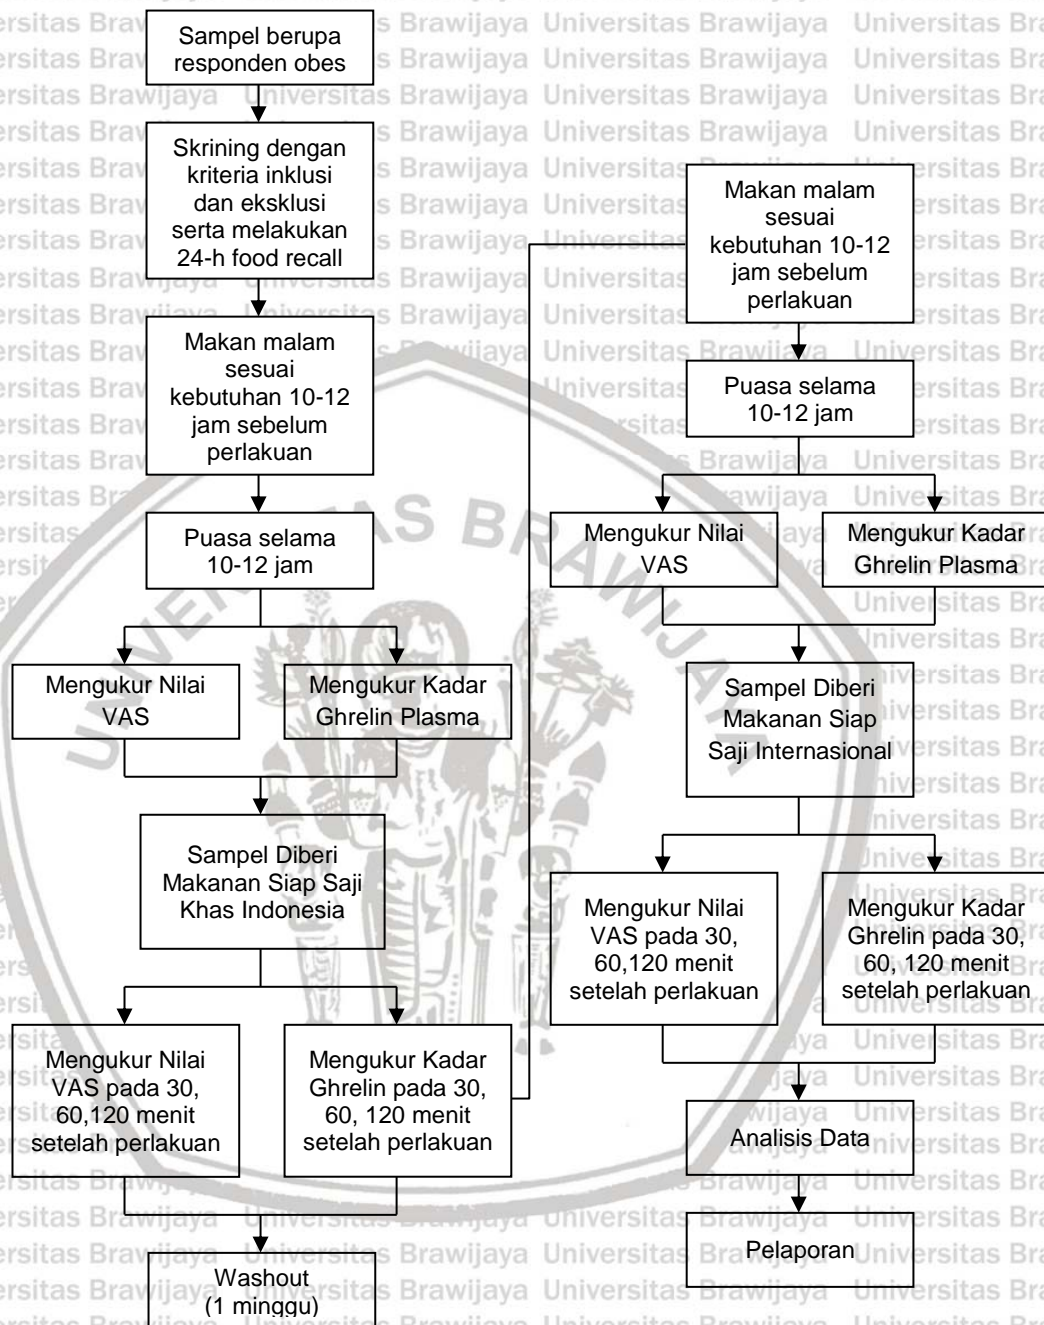 Sampel berupa
responden obes
Skrining dengan
kriteria inklusi
dan eksklusi
serta melakukan
24-h food recall
Makan malam
sesuai
kebutuhan 10-12
jam sebelum
perlakuan
Puasa selama
10-12 jam
Mengukur Nilai
VAS
Mengukur Kadar
Ghrelin Plasma
Sampel Diberi
Makanan Siap Saji
Khas Indonesia
Mengukur Nilai
VAS pada 30,
60,120 menit
setelah perlakuan
Mengukur Kadar
Ghrelin pada 30,
60, 120 menit
setelah perlakuan
Washout
(1 minggu)
Makan malam
sesuai
kebutuhan 10-12
jam sebelum
perlakuan
Puasa selama
10-12 jam
Mengukur Nilai
VAS
Mengukur Kadar
Ghrelin Plasma
Sampel Diberi
Makanan Siap
Saji Internasional
Mengukur Nilai
VAS pada 30,
60,120 menit
setelah perlakuan
Mengukur Kadar
Ghrelin pada 30,
60, 120 menit
setelah perlakuan
Analisis Data
Pelaporan
UNIVERSITAS BRAWIJAYA